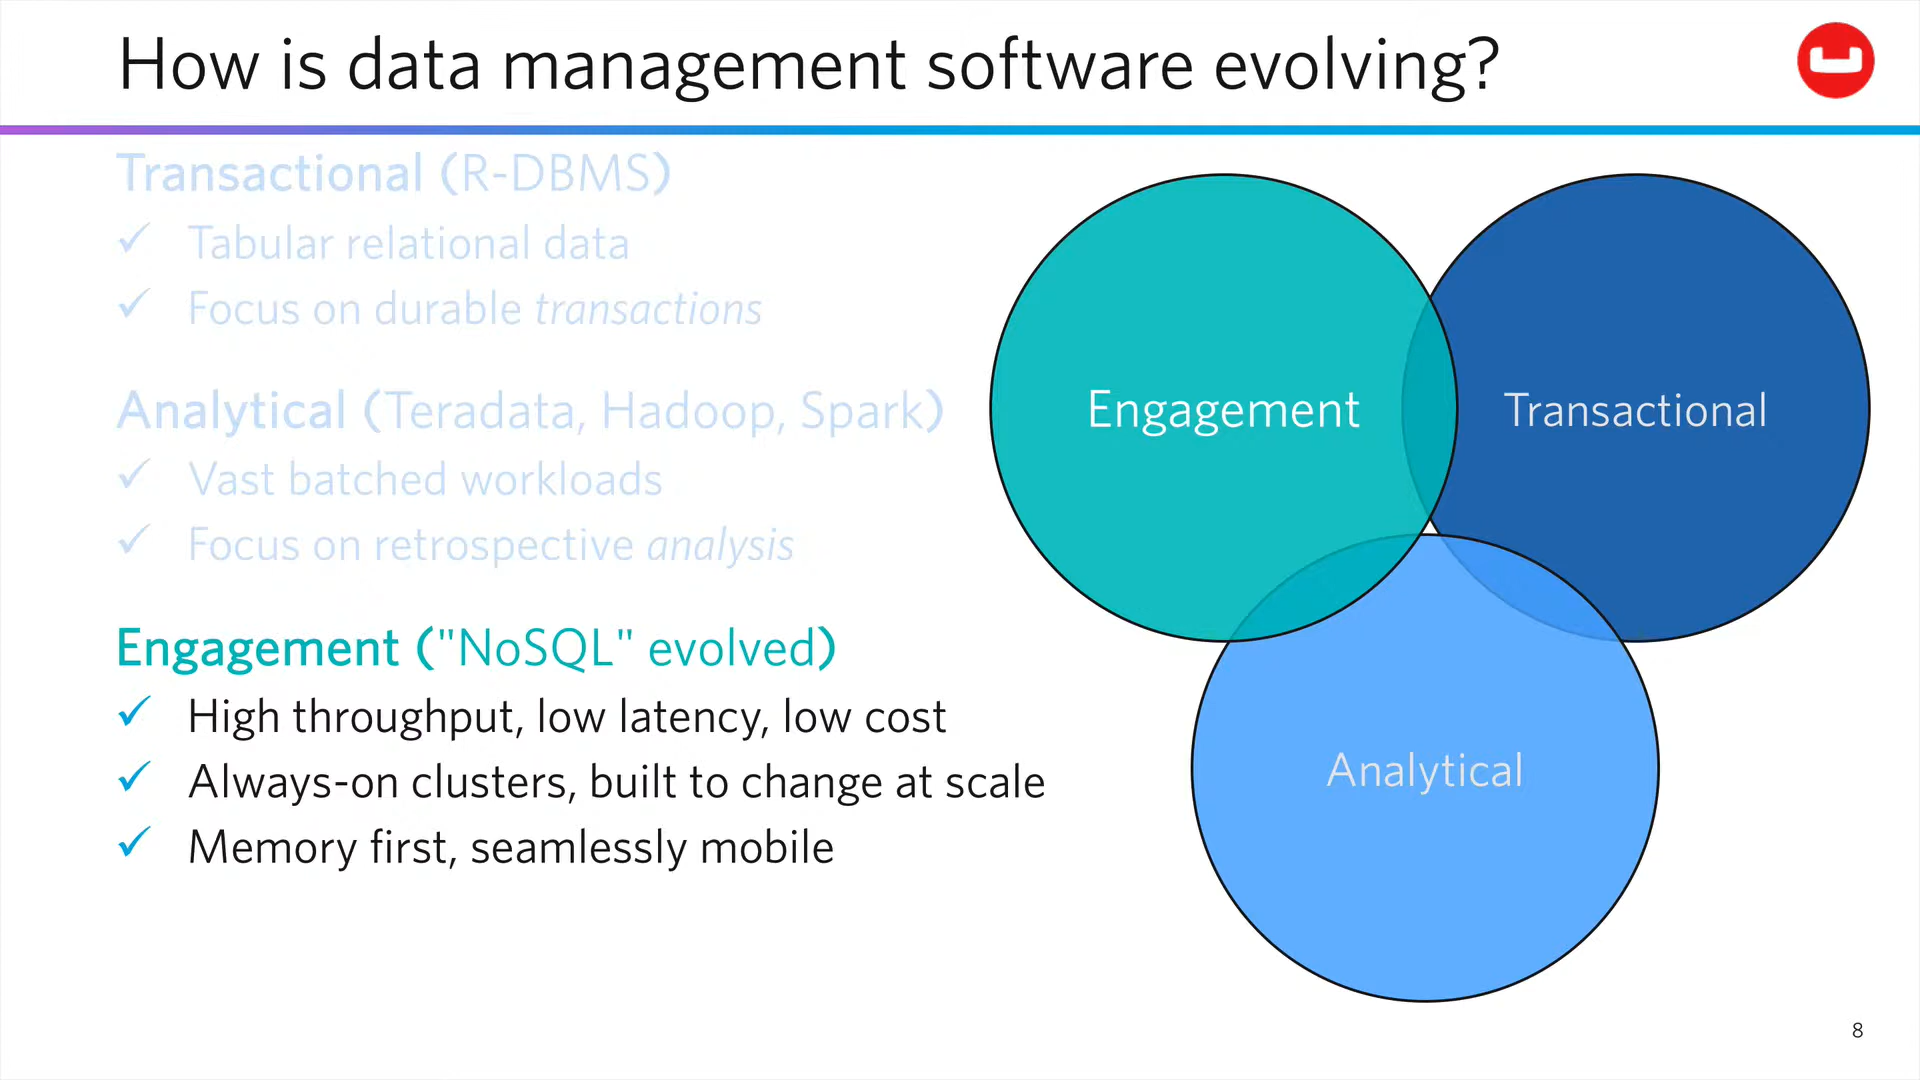 How is data management software evolving?
Transactional (R-DBMS)
✓ Tabular relational data
✓ Focus on durable transactions
Analytical (Teradata, Hadoop, Spark)
✓ Vast batched workloads
✓ Focus on retrospective analysis
Engagement ("NoSQL" evolved)
✓ High throughput, low latency, low cost
✓ Always-on clusters, built to change at scale
✓ Memory first, seamlessly mobile
Engagement
Transactional
Analytical
8